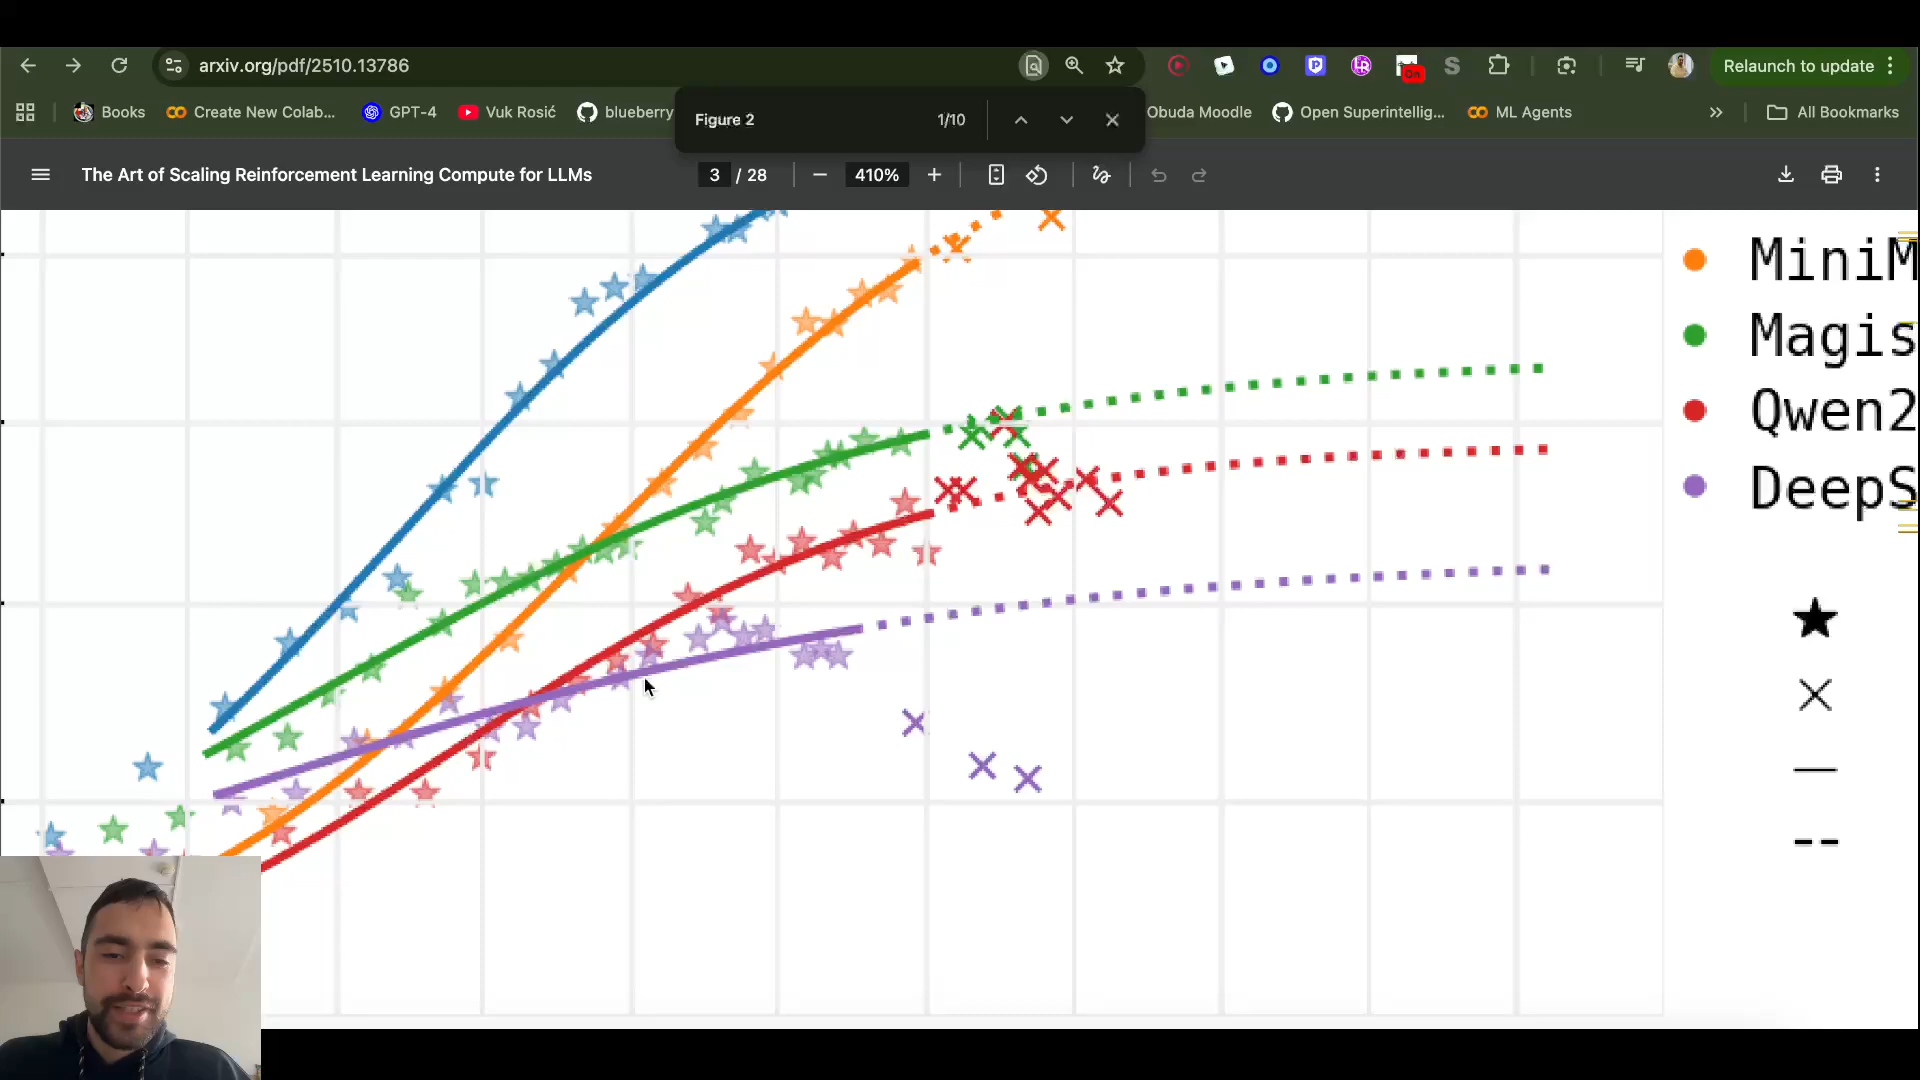 arxiv.org/pdf/2510.13786
Relaunch to update
On
S
Books
Create New Colab...
GPT-4
Vuk Rosić
blueberry
Figure 2
1/10
Obuda Moodle
Open Superintellig...
ML Agents
All Bookmarks
The Art of Scaling Reinforcement Learning Compute for LLMs
3 / 28
410%
MiniM
Magis
Qwen2
DeepS